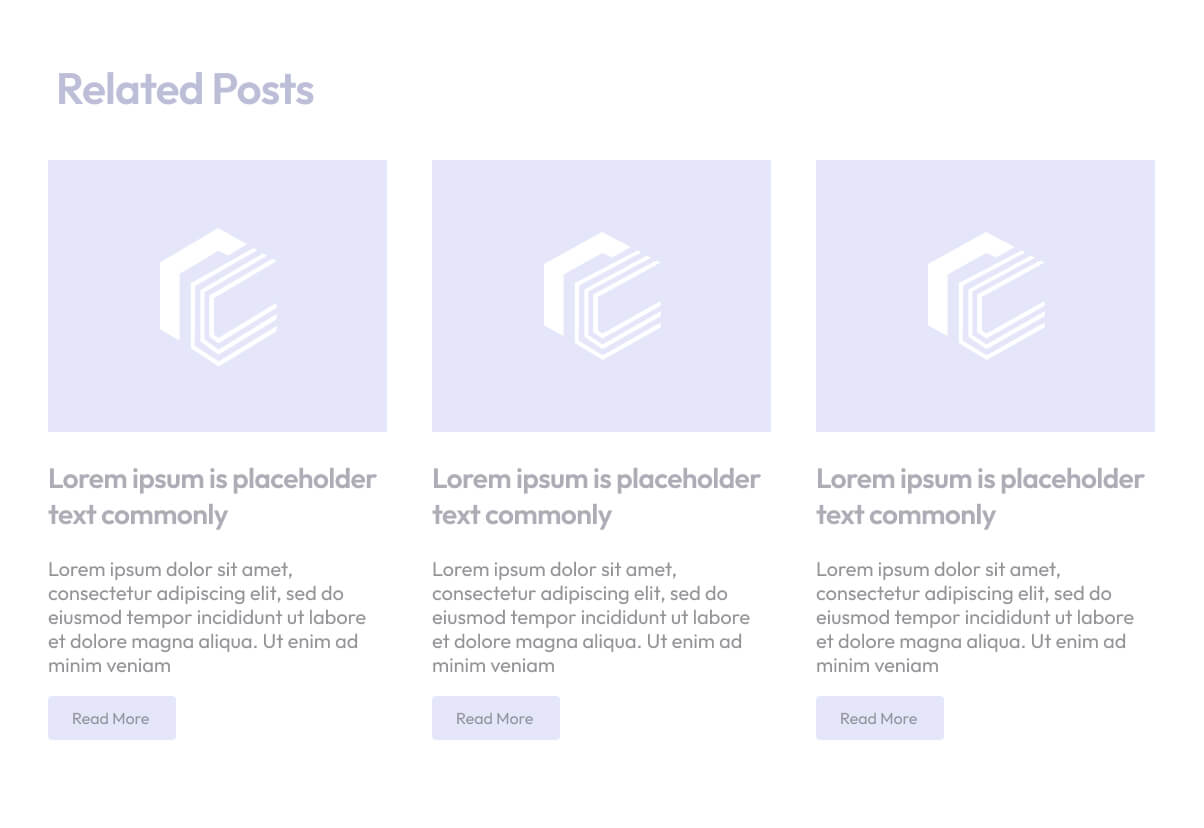 Related Posts
Lorem ipsum is placeholder
text commonly
Lorem ipsum dolor sit amet,
consectetur adipiscing elit, sed do
eiusmod tempor incididunt ut labore
et dolore magna aliqua. Ut enim ad
minim veniam
Read More
Lorem ipsum is placeholder
text commonly
Lorem ipsum dolor sit amet,
consectetur adipiscing elit, sed do
eiusmod tempor incididunt ut labore
et dolore magna aliqua. Ut enim ad
minim veniam
Read More
Lorem ipsum is placeholder
text commonly
Lorem ipsum dolor sit amet,
consectetur adipiscing elit, sed do
eiusmod tempor incididunt ut labore
et dolore magna aliqua. Ut enim ad
minim veniam
Read More